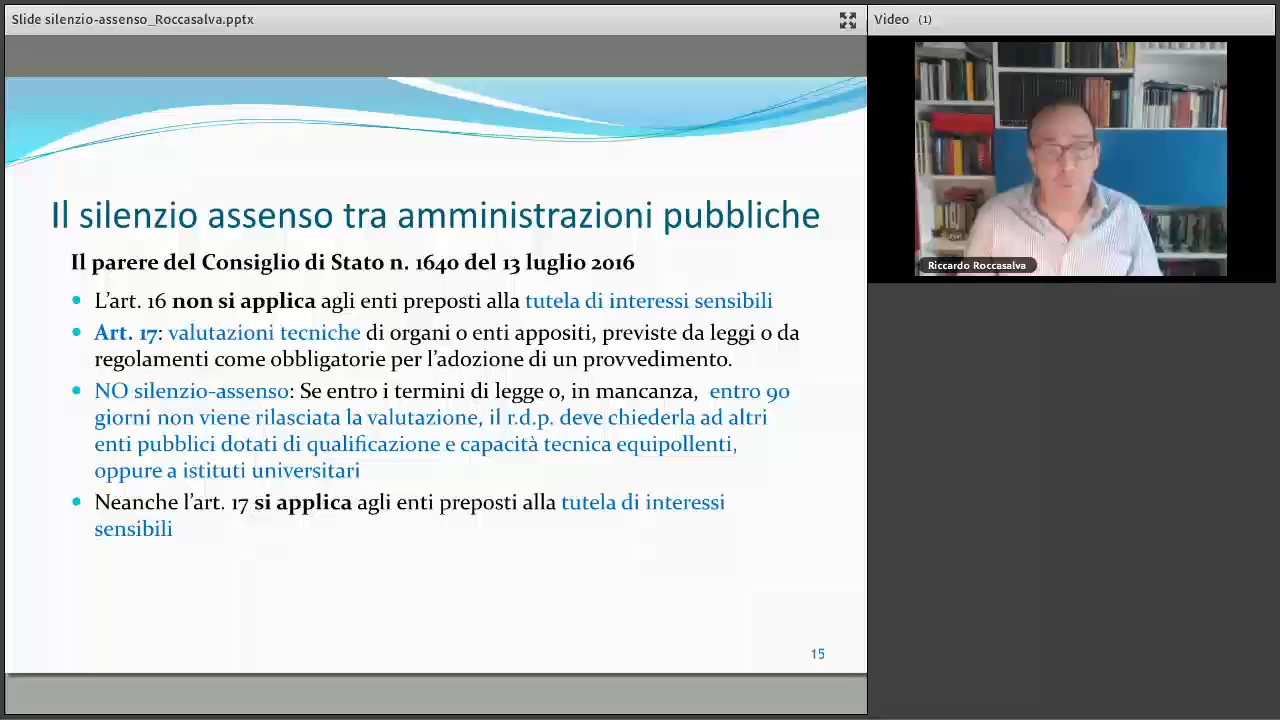 Slide silenzio-assenso_Roccasalva.pptx
Video (1)
Il silenzio assenso tra amministrazioni pubbliche
Il parere del Consiglio di Stato n. 1640 del 13 luglio 2016
• L'art. 16 non si applica agli enti preposti alla tutela di interessi sensibili
• Art. 17: valutazioni tecniche di organi o enti appositi, previste da leggi o da
regolamenti come obbligatorie per l'adozione di un provvedimento.
• NO silenzio-assenso: Se entro i termini di legge o, in mancanza, entro 90
giorni non viene rilasciata la valutazione, il r.d.p. deve chiederla ad altri
enti pubblici dotati di qualificazione e capacità tecnica equipollenti,
oppure a istituti universitari
• Neanche l'art. 17 si applica agli enti preposti alla tutela di interessi
sensibili
15
Riccardo Roccasalva